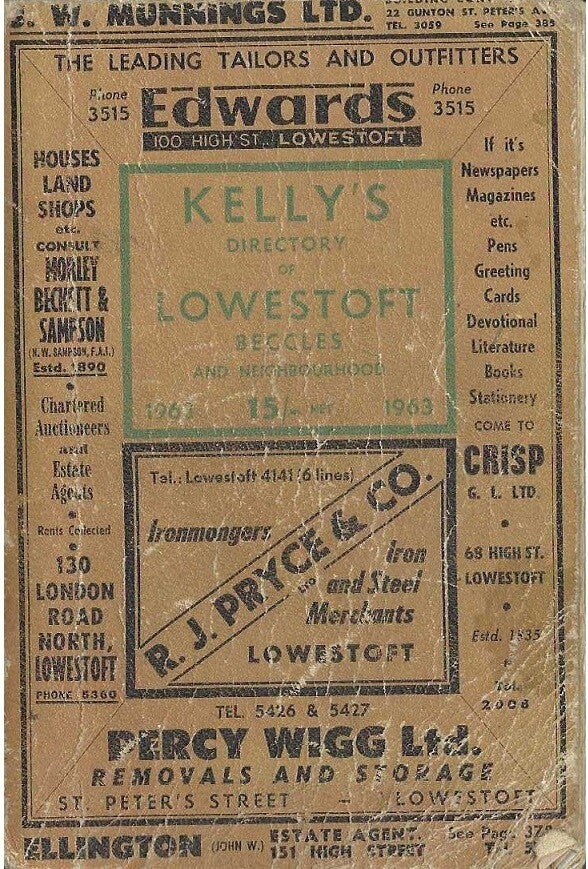 W. MUNNINGS LTD.
22 GUNTON ST. PETER'S
TEL. 3059 See Page 385
THE LEADING TAILORS AND OUTFITTERS
Phone
3515
Edwards
Phone
3515
100 HIGH ST., LOWESTOFT
HOUSES
LAND
SHOPS
etc.
CONSULT
MORLEY
BECKETT &
SAMPSON
(N. W. SAMPSON, F.A.I.)
Estd. 1890
Chartered
Auctioneers
and
Estate
Agents
Rents Collected
130
LONDON
ROAD
NORTH,
LOWESTOFT
PHONE 5360
KELLY'S
DIRECTORY
OF
LOWESTOFT
BECCLES
AND NEIGHBOURHOOD
1963 15/- NET 1963
Tel.: Lowestoft 4141 (6 lines)
Ironmongers
R. J. PRYCE & CO.
LTD
Iron
and Steel
Merchants
LOWESTOFT
If it's
Newspapers
Magazines
etc.
Pens
Greeting
Cards
Devotional
Literature
Books
Stationery
COME TO
CRISP
G. L. LTD.
68 HIGH ST.
LOWESTOFT
Estd. 1835
Tel.
2008
TEL. 5426 & 5427
PERCY WIGG Ltd.
REMOVALS AND STORAGE
ST. PETER'S STREET — LOWESTOFT
ELLINGTON (JOHN W.) ESTATE AGENT. See Page
151 HIGH STREET Tel.